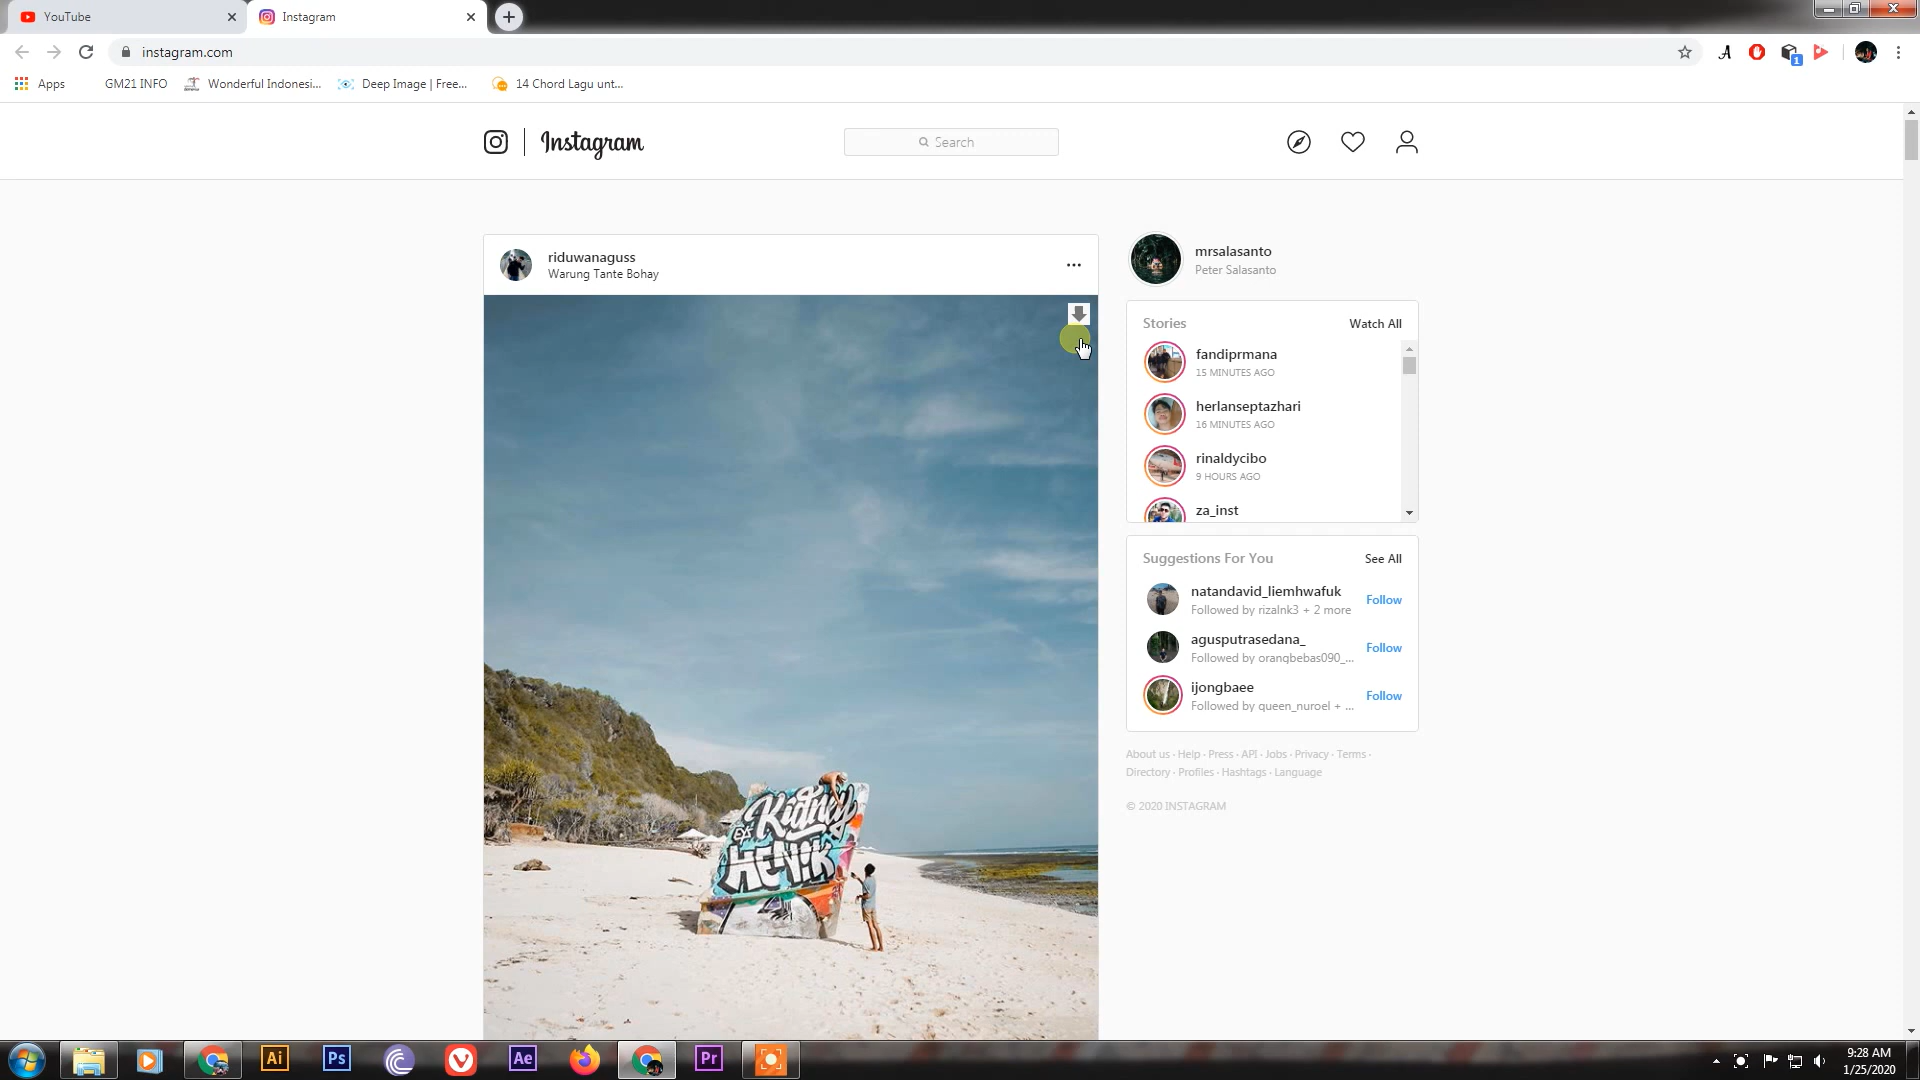 YouTube
Instagram
instagram.com
Apps
GM21 INFO
Wonderful Indonesi...
Deep Image | Free...
14 Chord Lagu unt...
1
Instagram
Search
riduwanaguss
Warung Tante Bohay
Kidney
HENIK
mrsalasanto
Peter Salasanto
Stories
Watch All
fandiprmana
15 MINUTES AGO
herlanseptazhari
16 MINUTES AGO
rinaldycibo
9 HOURS AGO
za_inst
Suggestions For You
See All
natandavid_liemhwafuk
Followed by rizalnk3 + 2 more
Follow
agusputrasedana_
Followed by orangbebas090_...
Follow
ijongbaee
Followed by queen_nuroel + ...
Follow
About us · Help · Press · API · Jobs · Privacy · Terms ·
Directory · Profiles · Hashtags · Language
© 2020 INSTAGRAM
Ai
Ps
Ae
Pr
9:28 AM
1/25/2020